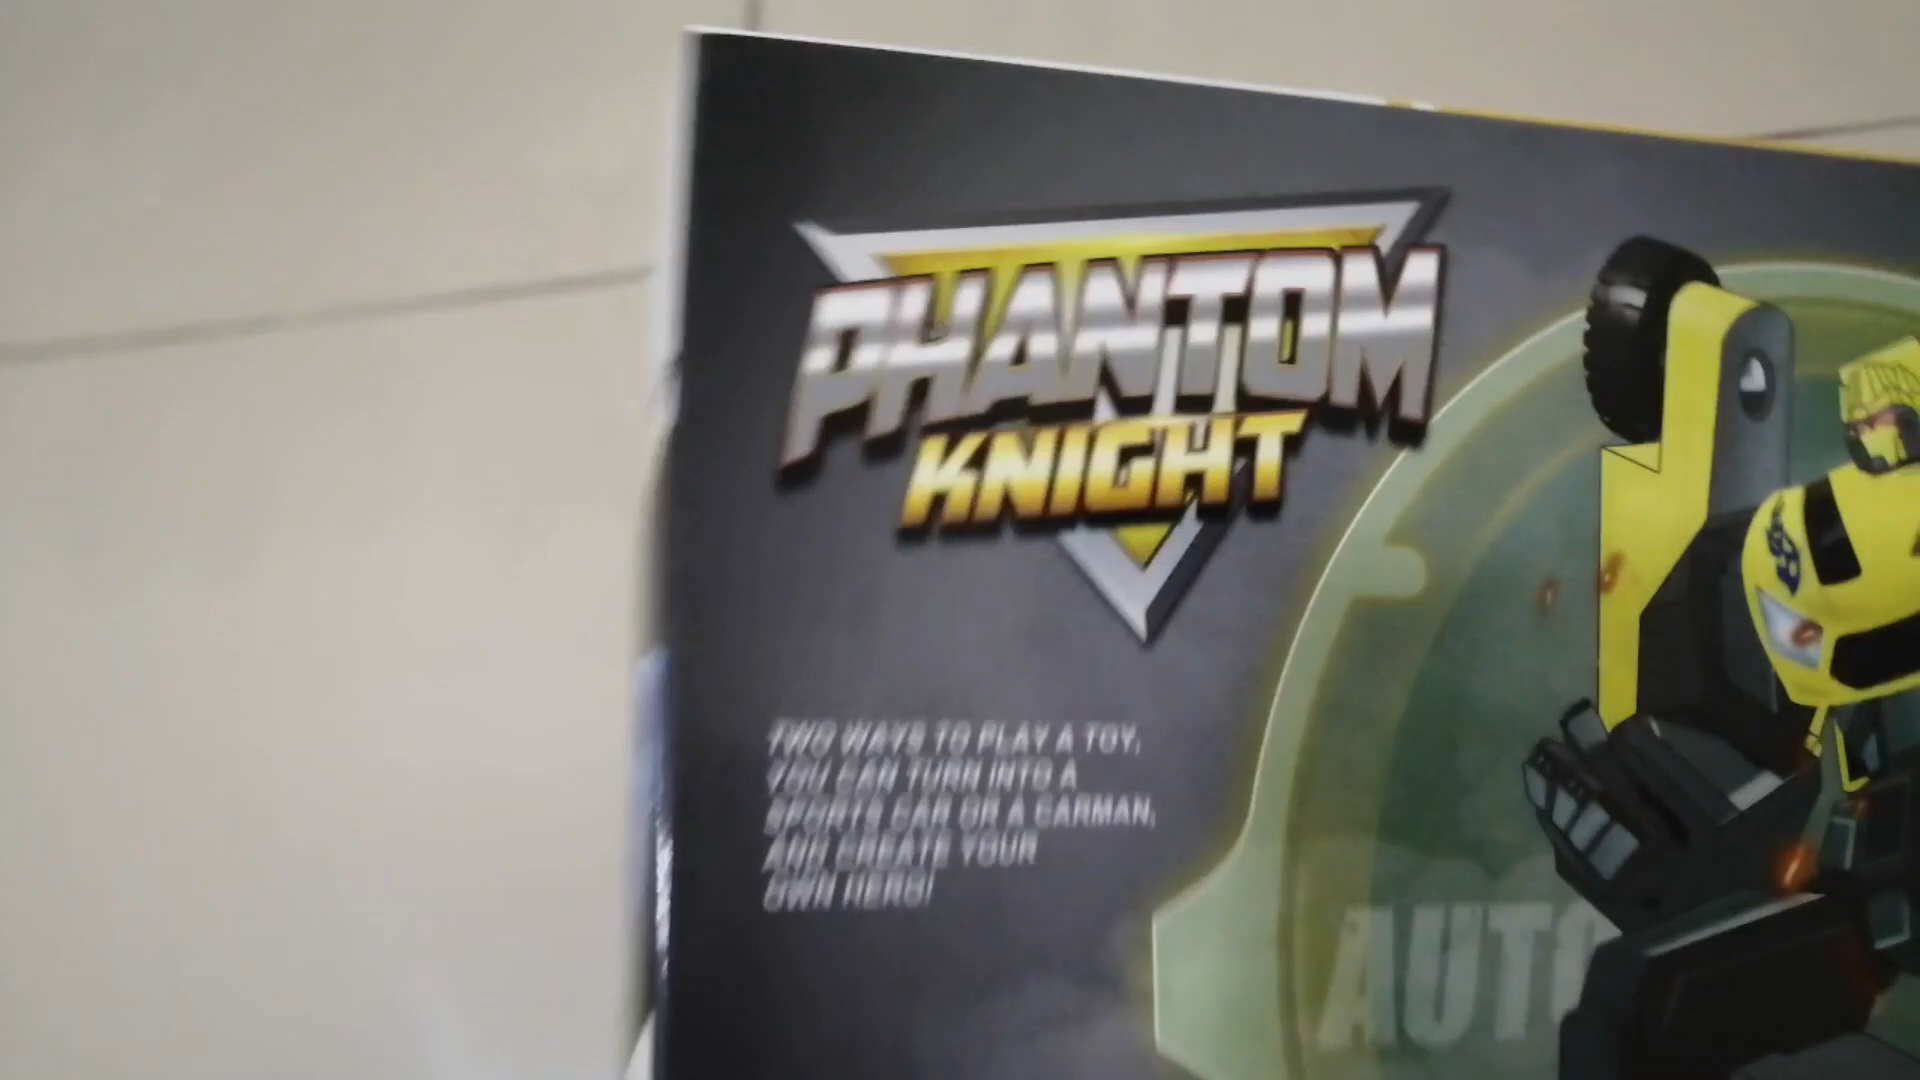 PHANTOM
KNIGHT
TWO WAYS TO PLAY A TOY,
YOU CAN TURN INTO A
SPORTS CAR OR A CARMAN,
AND CREATE YOUR
OWN HERO!
AUTO